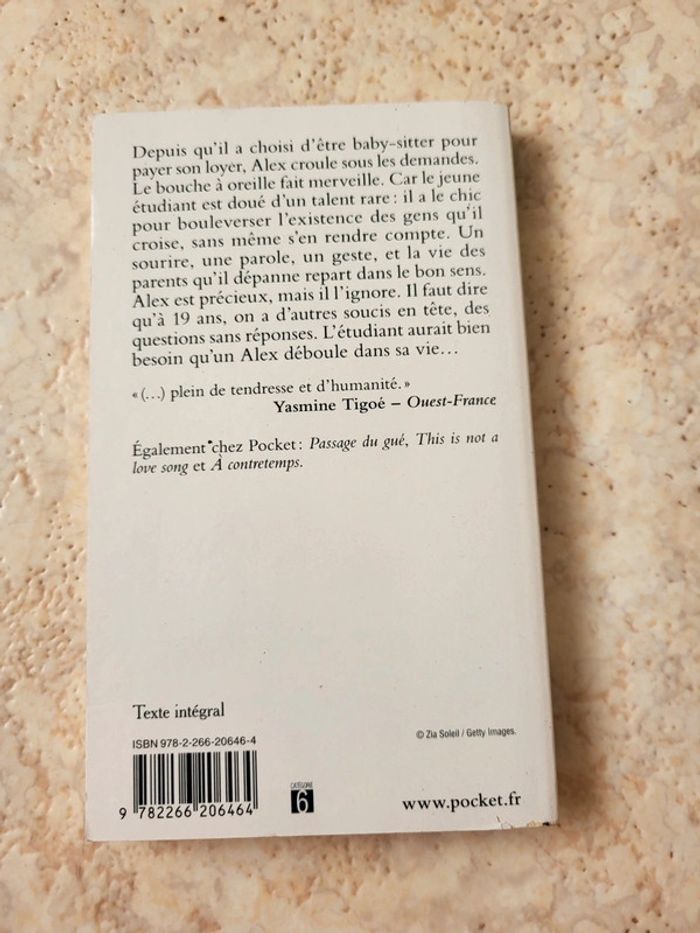 Depuis qu'il a choisi d'être baby-sitter pour
payer son loyer, Alex croule sous les demandes.
Le bouche à oreille fait merveille. Car le jeune
étudiant est doué d'un talent rare : il a le chic
pour bouleverser l'existence des gens qu'il
croise, sans même s'en rendre compte. Un
sourire, une parole, un geste, et la vie des
parents qu'il dépanne repart dans le bon sens.
Alex est précieux, mais il l'ignore. Il faut dire
qu'à 19 ans, on a d'autres soucis en tête, des
questions sans réponses. L'étudiant aurait bien
besoin qu'un Alex déboule dans sa vie…
« (…) plein de tendresse et d'humanité. »
Yasmine Tigoé – Ouest-France
Également chez Pocket : Passage du gué, This is not a
love song et À contretemps.
Texte intégral
© Zia Soleil / Getty Images.
ISBN 978-2-266-20646-4
9 782266 206464
CATÉGORIE
6
www.pocket.fr